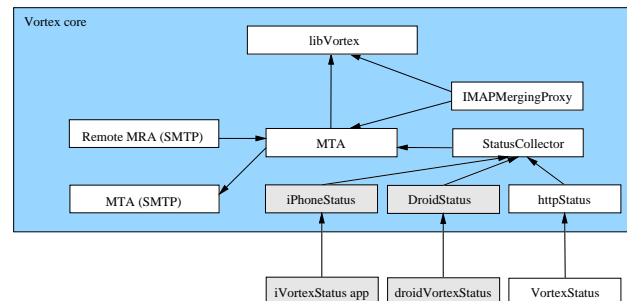 Vortex core
libVortex
IMAPMergingProxy
Remote MRA (SMTP)
MTA
StatusCollector
MTA (SMTP)
iPhoneStatus
DroidStatus
httpStatus
iVortexStatus app
droidVortexStatus
VortexStatus